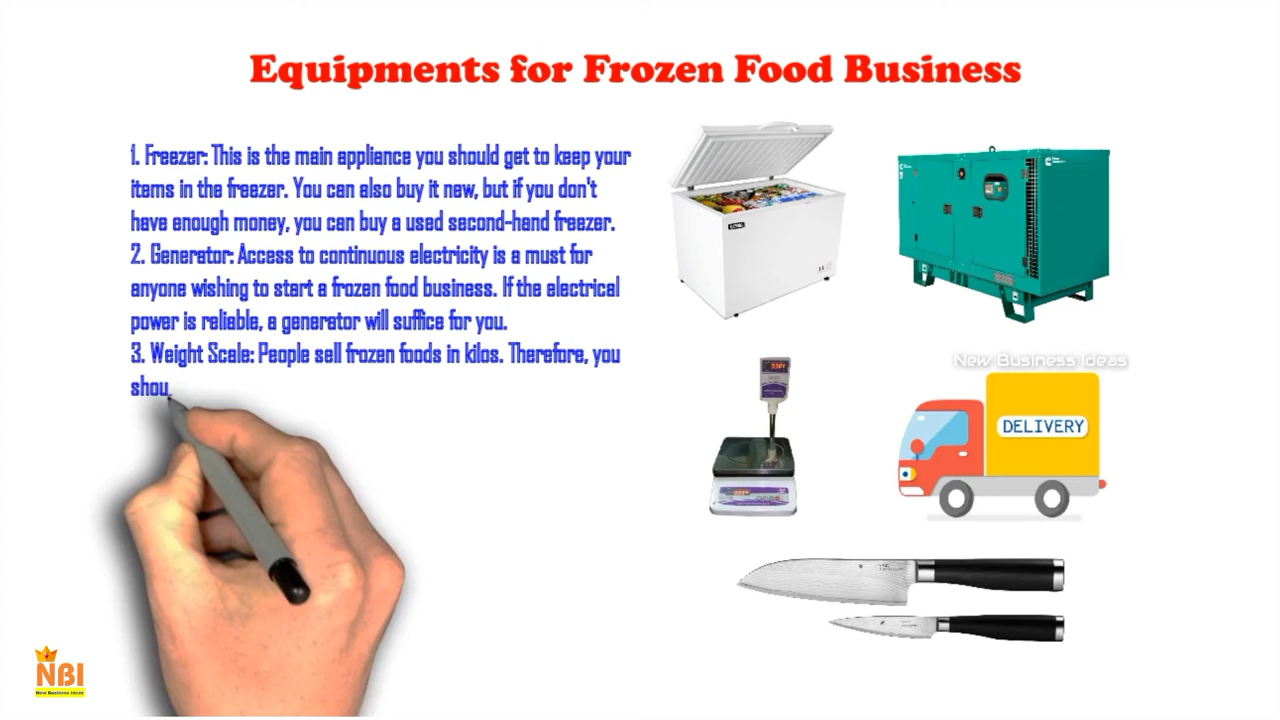 Equipments for Frozen Food Business
1. Freezer: This is the main appliance you should get to keep your
items in the freezer. You can also buy it new, but if you don't
have enough money, you can buy a used second-hand freezer.
2. Generator: Access to continuous electricity is a must for
anyone wishing to start a frozen food business. If the electrical
power is reliable, a generator will suffice for you.
3. Weight Scale: People sell frozen foods in kilos. Therefore, you
shou
New Business Ideas
DELIVERY
NBI
New Business Ideas